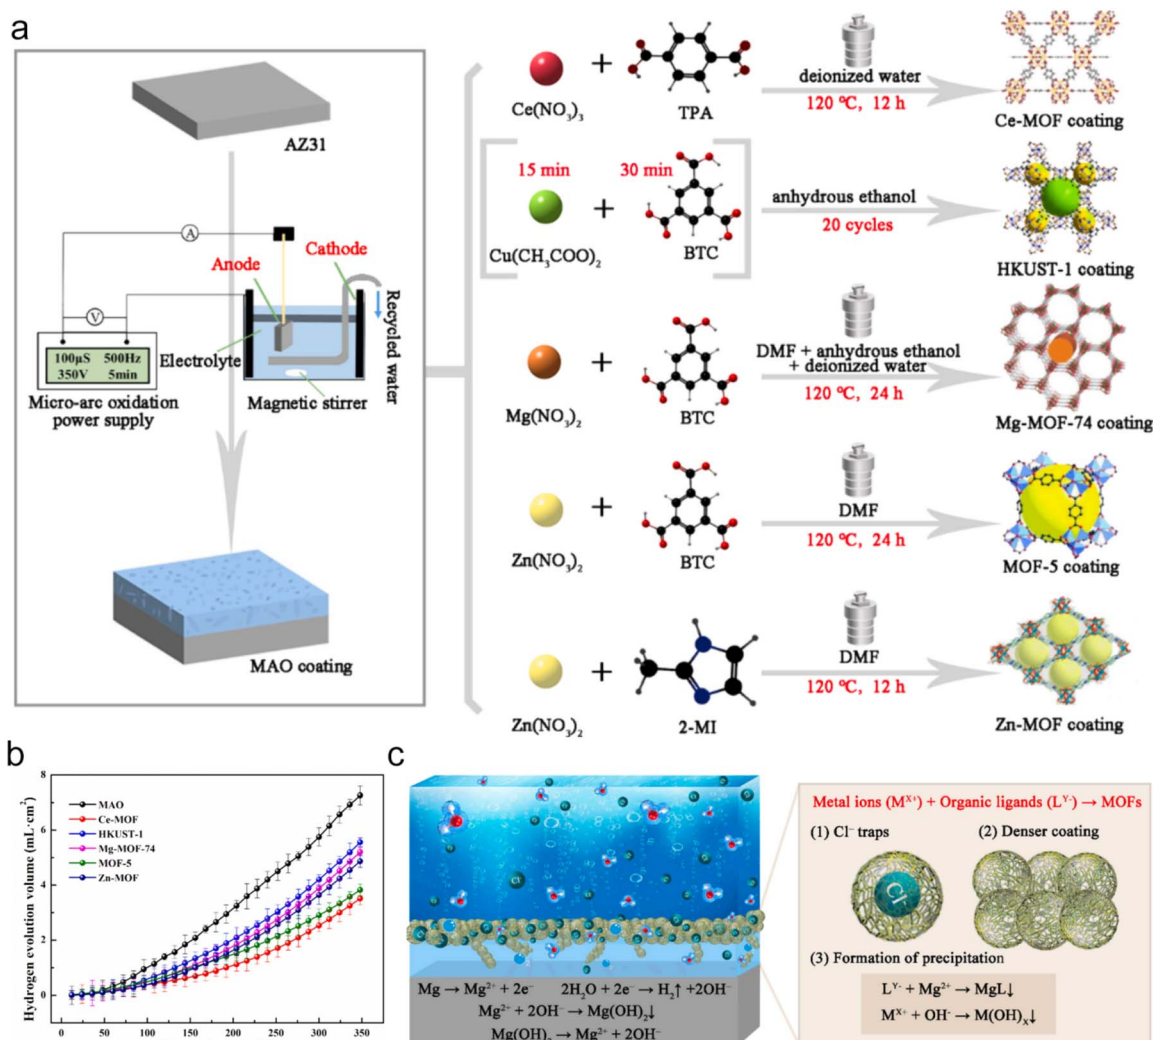 a
AZ31
A
Cathode
Anode
V
Recycled water
Electrolyte
100μS 500Hz
350V 5min
Micro-arc oxidation
power supply
Magnetic stirrer
MAO coating
Ce(NO₃)₃
+
TPA
deionized water
120 ℃, 12 h
Ce-MOF coating
15 min
30 min
Cu(CH₃COO)₂
+
BTC
anhydrous ethanol
20 cycles
HKUST-1 coating
Mg(NO₃)₂
+
BTC
DMF + anhydrous ethanol
+ deionized water
120 ℃, 24 h
Mg-MOF-74 coating
Zn(NO₃)₂
+
BTC
DMF
120 ℃, 24 h
MOF-5 coating
Zn(NO₃)₂
+
2-MI
DMF
120 ℃, 12 h
Zn-MOF coating
b
Hydrogen evolution volume (mL·cm²)
8
6
4
2
0
MAO
Ce-MOF
HKUST-1
Mg-MOF-74
MOF-5
Zn-MOF
0 50 100 150 200 250 300 350
c
Cl
Mg → Mg²⁺ + 2e⁻ 2H₂O + 2e⁻ → H₂↑ +2OH⁻
Mg²⁺ + 2OH⁻ → Mg(OH)₂↓
Mg(OH)₂ → Mg²⁺ + 2OH⁻
Metal ions (Mˣ⁺) + Organic ligands (Lʸ⁻) → MOFs
(1) Cl⁻ traps
(2) Denser coating
Cl⁻
(3) Formation of precipitation
Lʸ⁻ + Mg²⁺ → MgL↓
Mˣ⁺ + OH⁻ → M(OH)ₓ↓